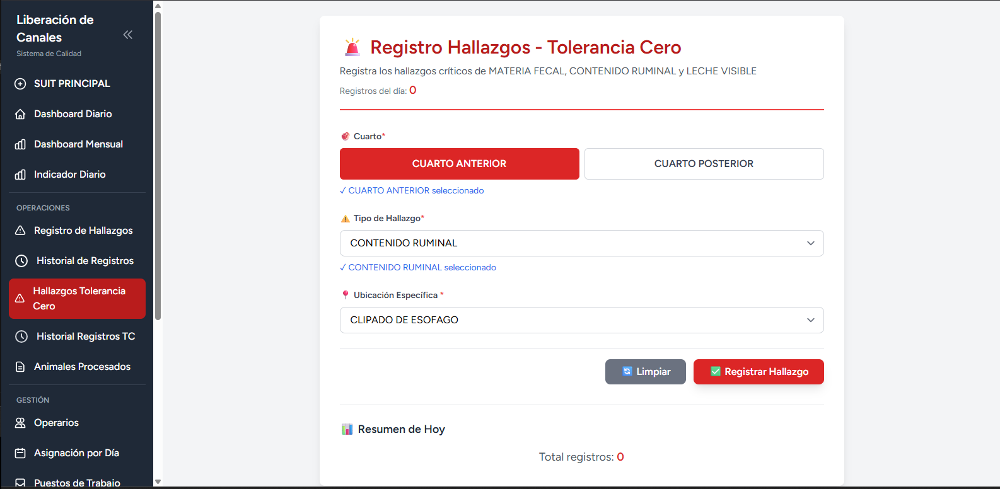 Liberación de
Canales
Sistema de Calidad
SUIT PRINCIPAL
Dashboard Diario
Dashboard Mensual
Indicador Diario
OPERACIONES
Registro de Hallazgos
Historial de Registros
Hallazgos Tolerancia
Cero
Historial Registros TC
Animales Procesados
GESTIÓN
Operarios
Asignación por Día
Puestos de Trabajo
Registro Hallazgos - Tolerancia Cero
Registra los hallazgos críticos de MATERIA FECAL, CONTENIDO RUMINAL y LECHE VISIBLE
Registros del día: 0
Cuarto*
CUARTO ANTERIOR
CUARTO POSTERIOR
✓ CUARTO ANTERIOR seleccionado
Tipo de Hallazgo*
CONTENIDO RUMINAL
✓ CONTENIDO RUMINAL seleccionado
Ubicación Específica *
CLIPADO DE ESOFAGO
Limpiar
Registrar Hallazgo
Resumen de Hoy
Total registros: 0